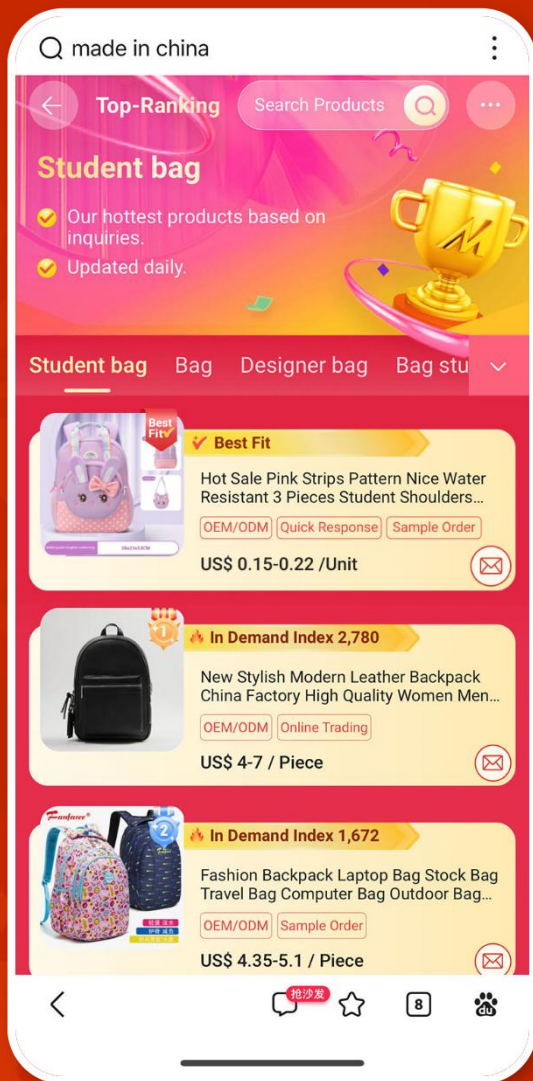 made in china
Top-Ranking
Search Products
Student bag
Our hottest products based on
inquiries.
Updated daily.
Student bag
Bag
Designer bag
Bag stu
Best
Fit
Best Fit
Hot Sale Pink Strips Pattern Nice Water
Resistant 3 Pieces Student Shoulders...
OEM/ODM
Quick Response
Sample Order
US$ 0.15-0.22 /Unit
1
In Demand Index 2,780
New Stylish Modern Leather Backpack
China Factory High Quality Women Men...
OEM/ODM
Online Trading
US$ 4-7 / Piece
2
In Demand Index 1,672
Fashion Backpack Laptop Bag Stock Bag
Travel Bag Computer Bag Outdoor Bag...
OEM/ODM
Sample Order
US$ 4.35-5.1 / Piece
抢沙发
8
du